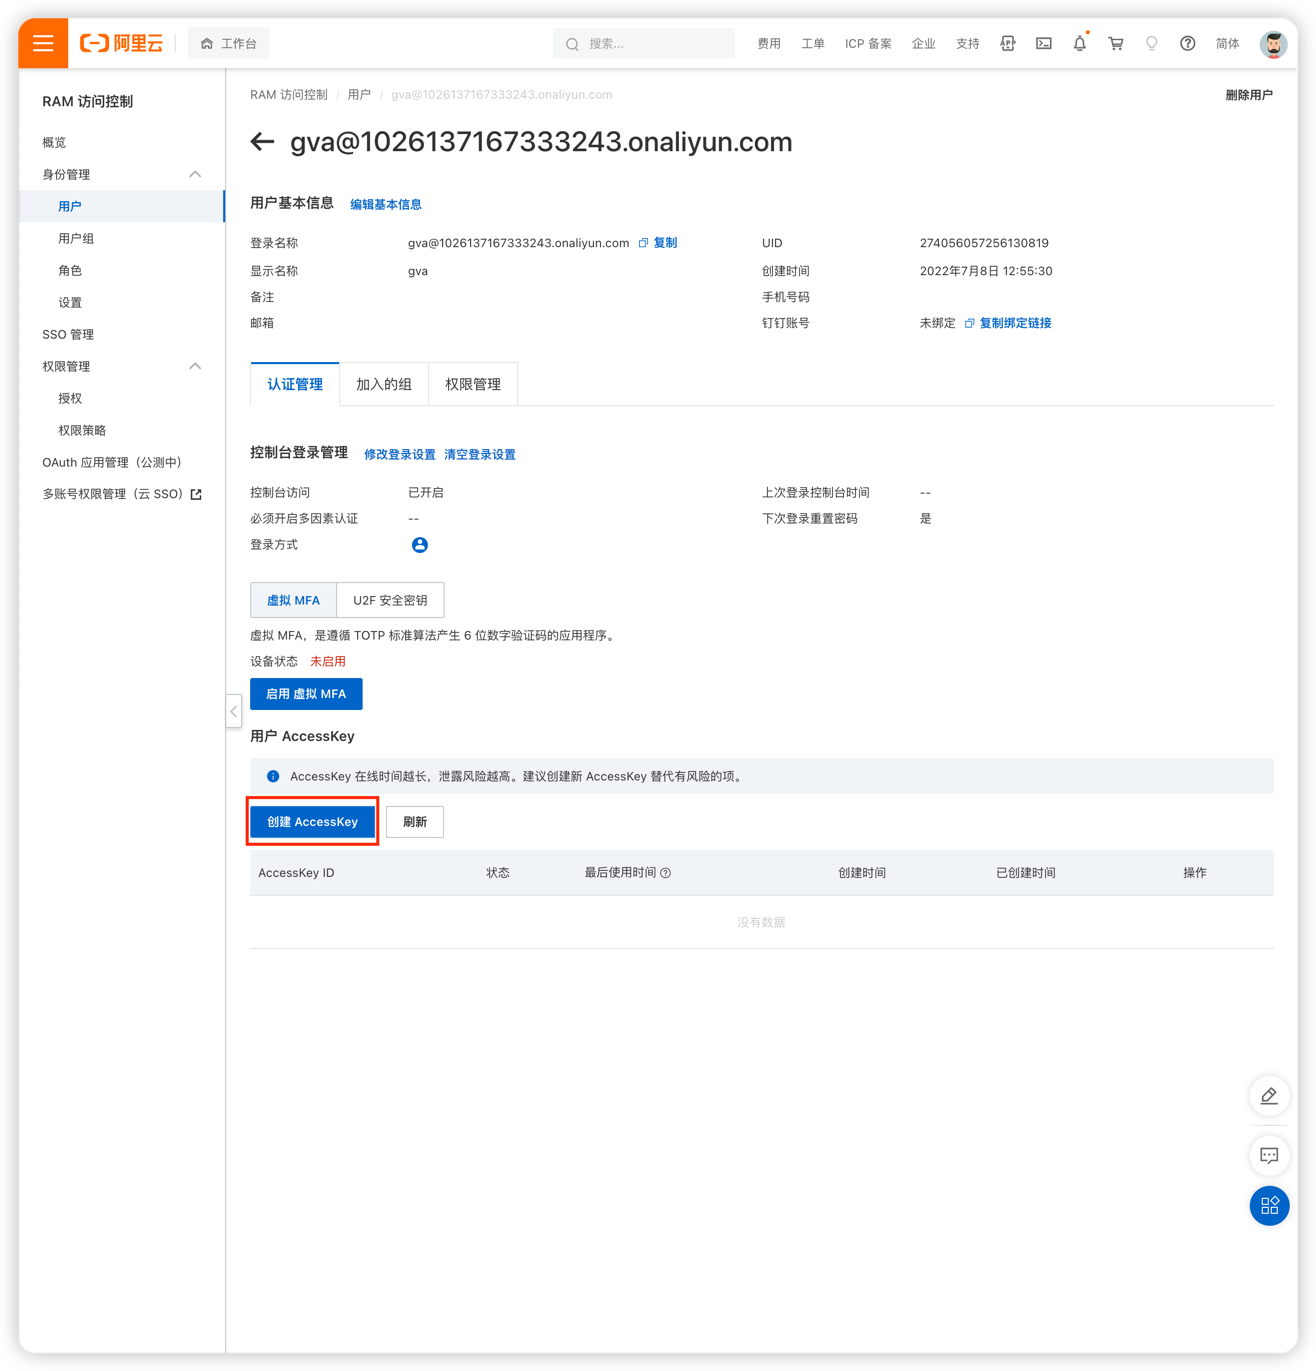 阿里云 工作台 搜索... 费用 工单 ICP 备案 企业 支持 简体
RAM 访问控制
概览
身份管理
用户
用户组
角色
设置
SSO 管理
权限管理
授权
权限策略
OAuth 应用管理（公测中）
多账号权限管理（云 SSO）
RAM 访问控制 / 用户 / gva@1026137167333243.onaliyun.com 删除用户
gva@1026137167333243.onaliyun.com
用户基本信息 编辑基本信息
登录名称 gva@1026137167333243.onaliyun.com 复制 UID 274056057256130819
显示名称 gva 创建时间 2022年7月8日 12:55:30
备注 手机号码
邮箱 钉钉账号 未绑定 复制绑定链接
认证管理 加入的组 权限管理
控制台登录管理 修改登录设置 清空登录设置
控制台访问 已开启 上次登录控制台时间 --
必须开启多因素认证 -- 下次登录重置密码 是
登录方式
虚拟 MFA U2F 安全密钥
虚拟 MFA，是遵循 TOTP 标准算法产生 6 位数字验证码的应用程序。
设备状态 未启用
启用 虚拟 MFA
用户 AccessKey
AccessKey 在线时间越长，泄露风险越高。建议创建新 AccessKey 替代有风险的项。
创建 AccessKey 刷新
AccessKey ID 状态 最后使用时间 创建时间 已创建时间 操作
没有数据